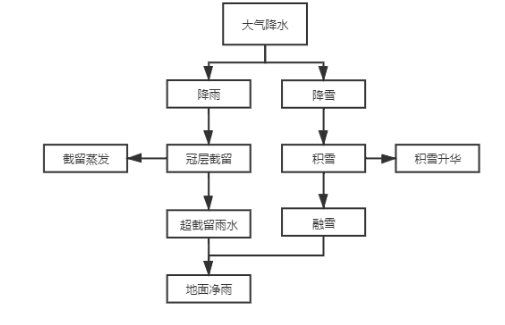 大气降水
降雨
降雪
截留蒸发
冠层截留
积雪
积雪升华
超截留雨水
融雪
地面净雨